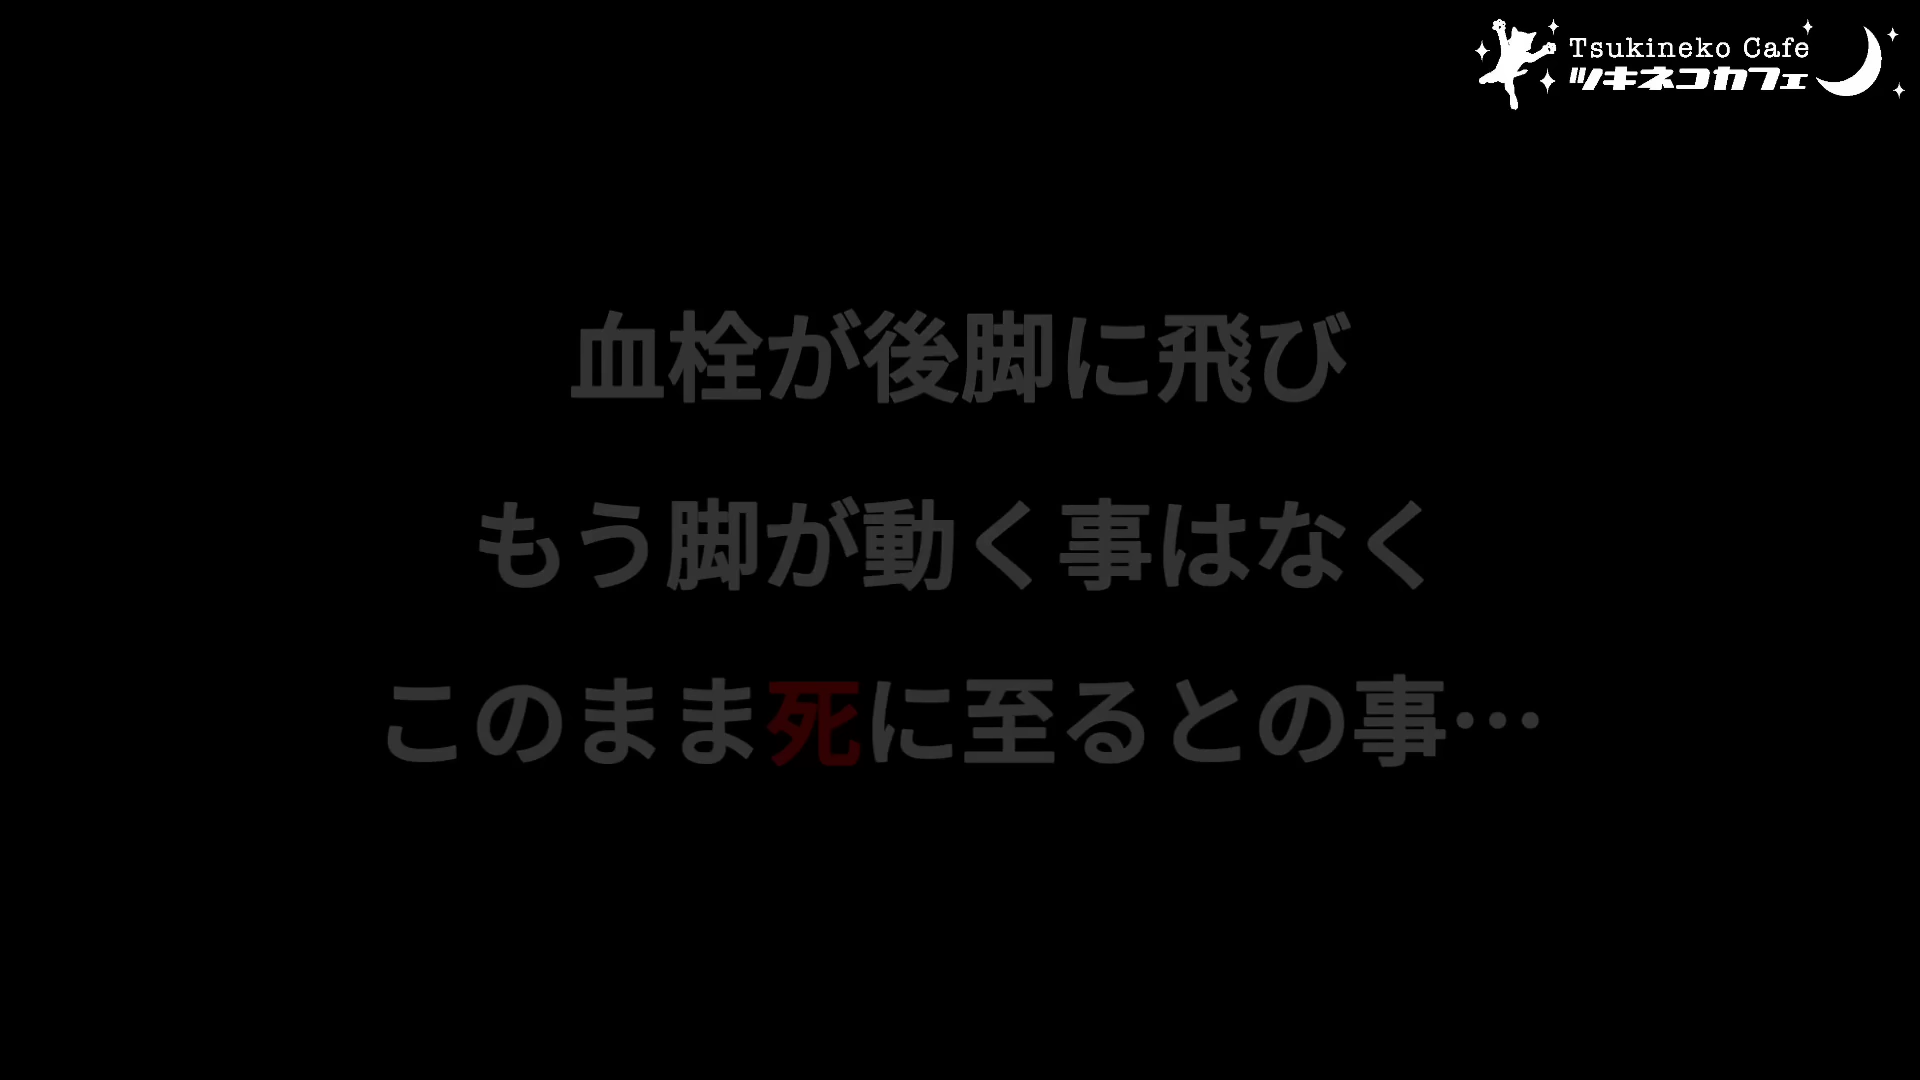 Tsukineko Cafe
ツキネコカフェ
血栓が後脚に飛び
もう脚が動く事はなく
このまま死に至るとの事…